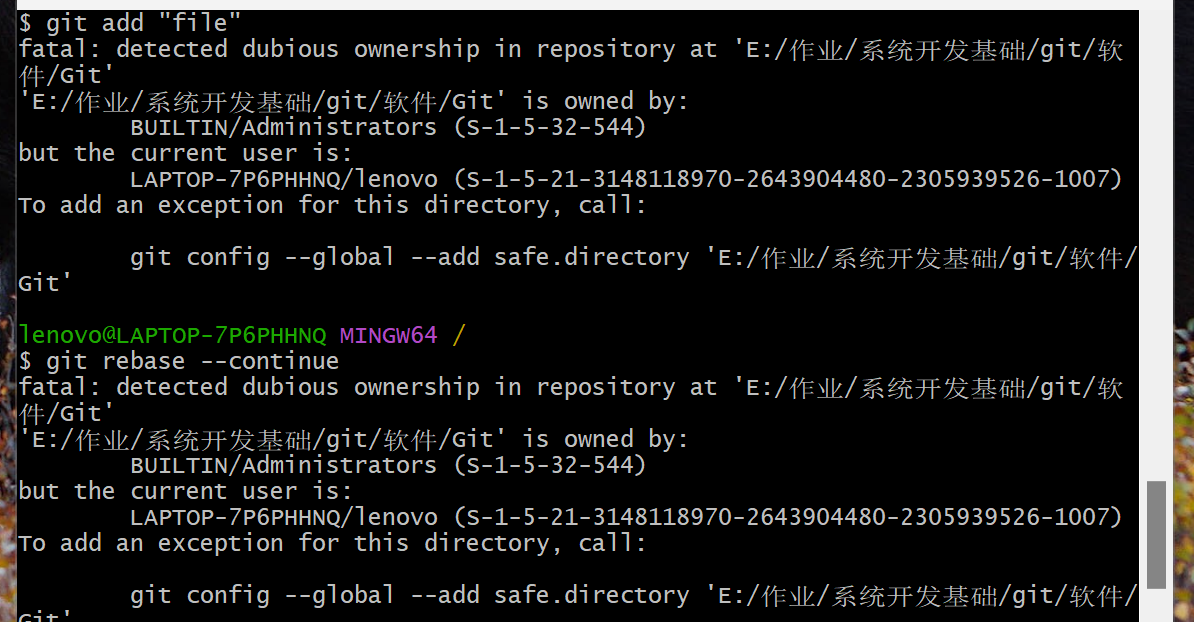 $ git add "file"
fatal: detected dubious ownership in repository at 'E:/作业/系统开发基础/git/软
件/Git'
'E:/作业/系统开发基础/git/软件/Git' is owned by:
        BUILTIN/Administrators (S-1-5-32-544)
but the current user is:
        LAPTOP-7P6PHHNQ/lenovo (S-1-5-21-3148118970-2643904480-2305939526-1007)
To add an exception for this directory, call:
        git config --global --add safe.directory 'E:/作业/系统开发基础/git/软件/
Git'
lenovo@LAPTOP-7P6PHHNQ MINGW64 /
$ git rebase --continue
fatal: detected dubious ownership in repository at 'E:/作业/系统开发基础/git/软
件/Git'
'E:/作业/系统开发基础/git/软件/Git' is owned by:
        BUILTIN/Administrators (S-1-5-32-544)
but the current user is:
        LAPTOP-7P6PHHNQ/lenovo (S-1-5-21-3148118970-2643904480-2305939526-1007)
To add an exception for this directory, call:
        git config --global --add safe.directory 'E:/作业/系统开发基础/git/软件/
Git'